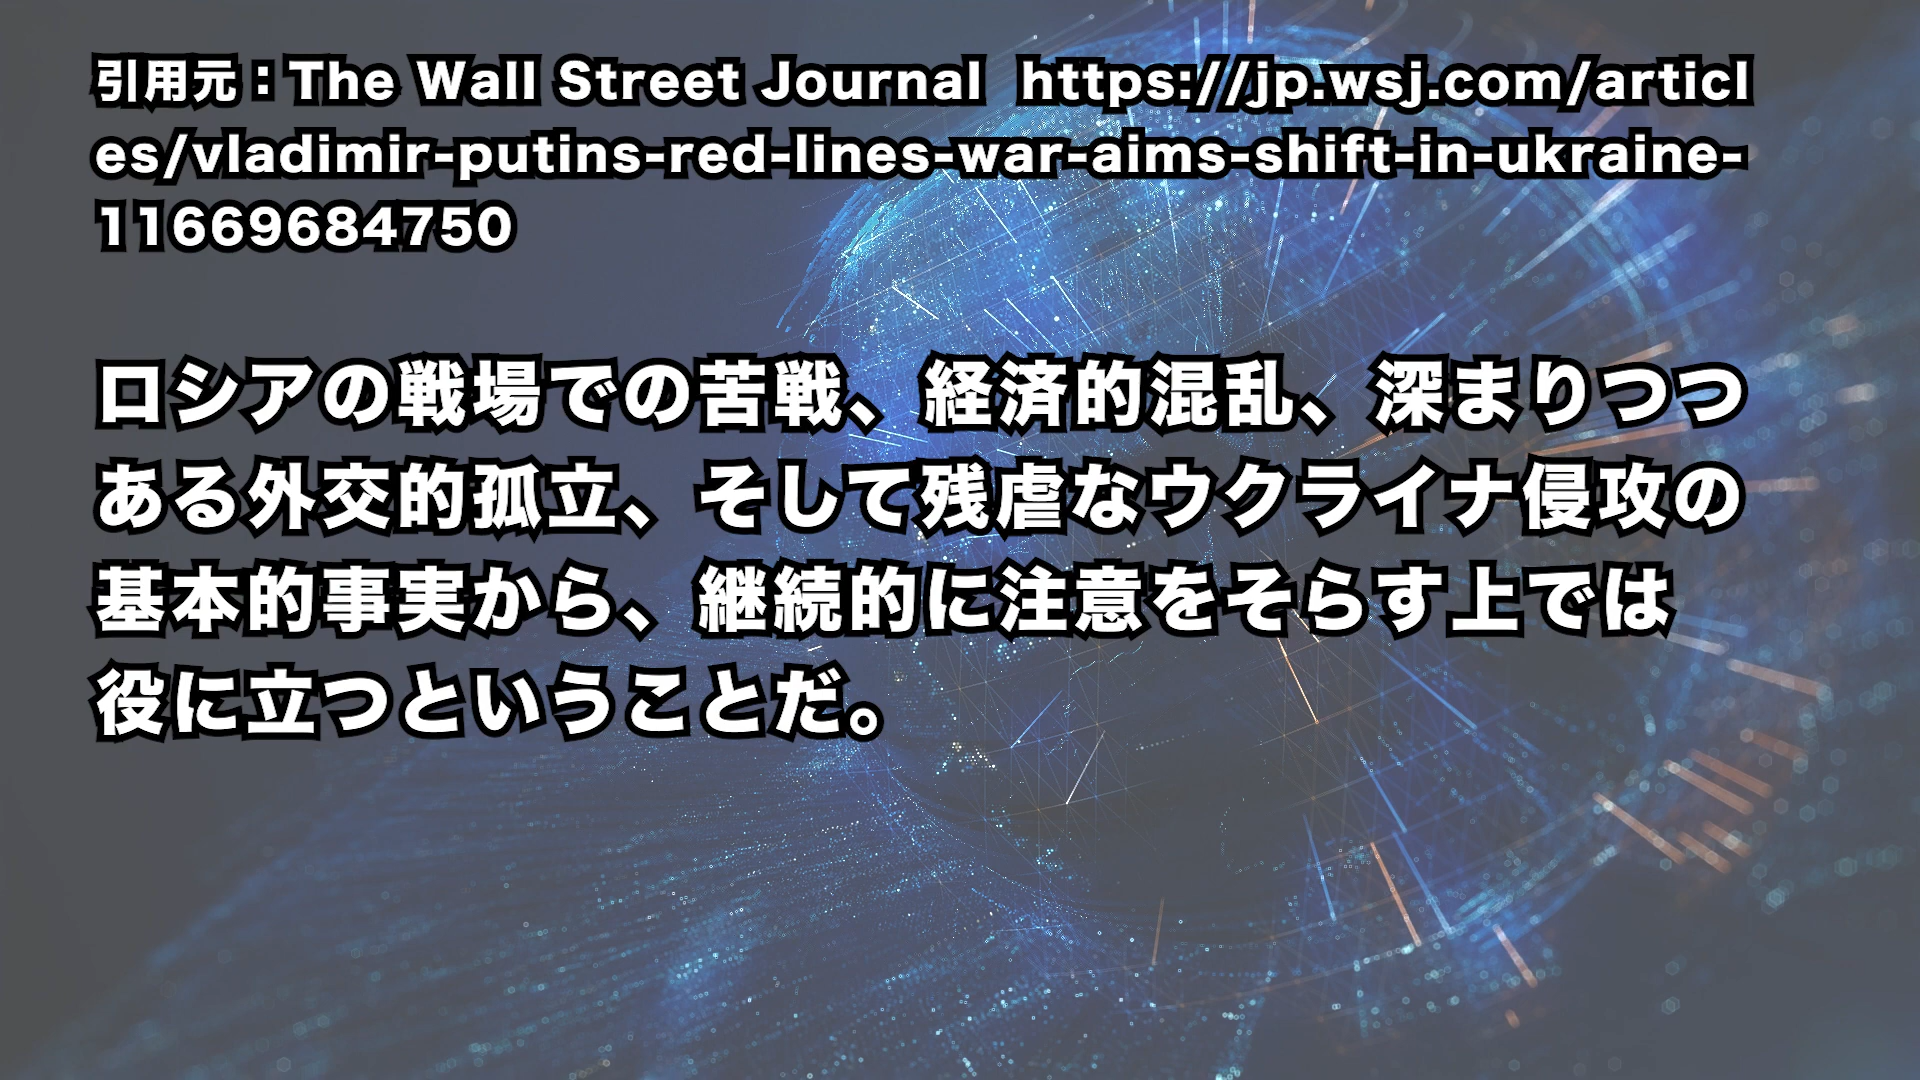 引用元：The Wall Street Journal  https://jp.wsj.com/articl
es/vladimir-putins-red-lines-war-aims-shift-in-ukraine-
11669684750
ロシアの戦場での苦戦、経済的混乱、深まりつつ
ある外交的孤立、そして残虐なウクライナ侵攻の
基本的事実から、継続的に注意をそらす上では
役に立つということだ。